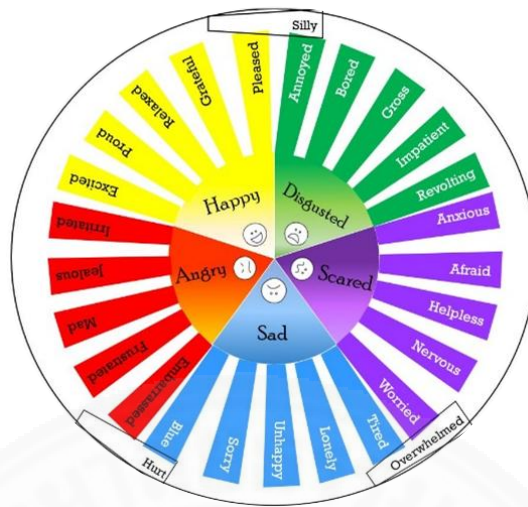 Silly
Annoyed
Bored
Gross
Impatient
Revolting
Anxious
Afraid
Helpless
Nervous
Worried
Overwhelmed
Tired
Lonely
Unhappy
Sorry
Blue
Hurt
Embarrassed
Frustrated
Mad
Jealous
Irritated
Excited
Proud
Relaxed
Grateful
Pleased
Happy
Disgusted
Scared
Sad
Angry